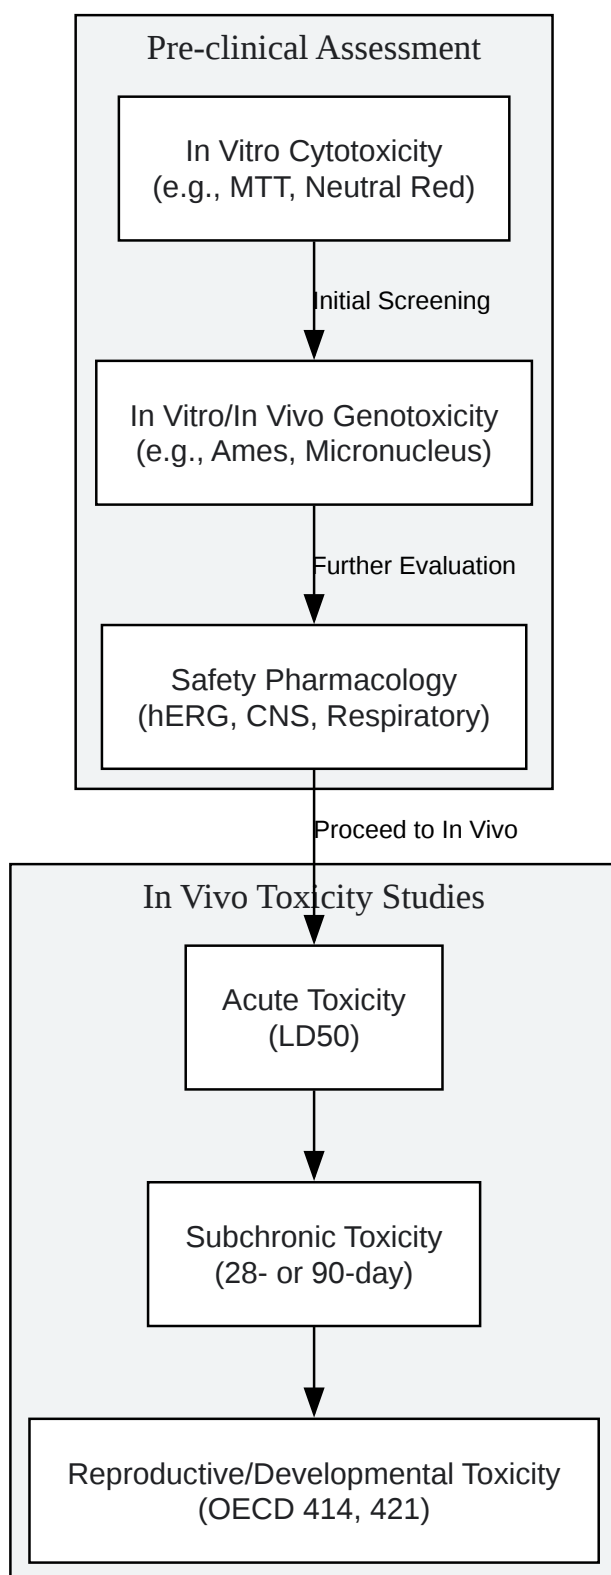 Pre-clinical Assessment
In Vitro Cytotoxicity
(e.g., MTT, Neutral Red)
Initial Screening
In Vitro/In Vivo Genotoxicity
(e.g., Ames, Micronucleus)
Further Evaluation
Safety Pharmacology
(hERG, CNS, Respiratory)
Proceed to In Vivo
In Vivo Toxicity Studies
Acute Toxicity
(LD50)
Subchronic Toxicity
(28- or 90-day)
Reproductive/Developmental Toxicity
(OECD 414, 421)